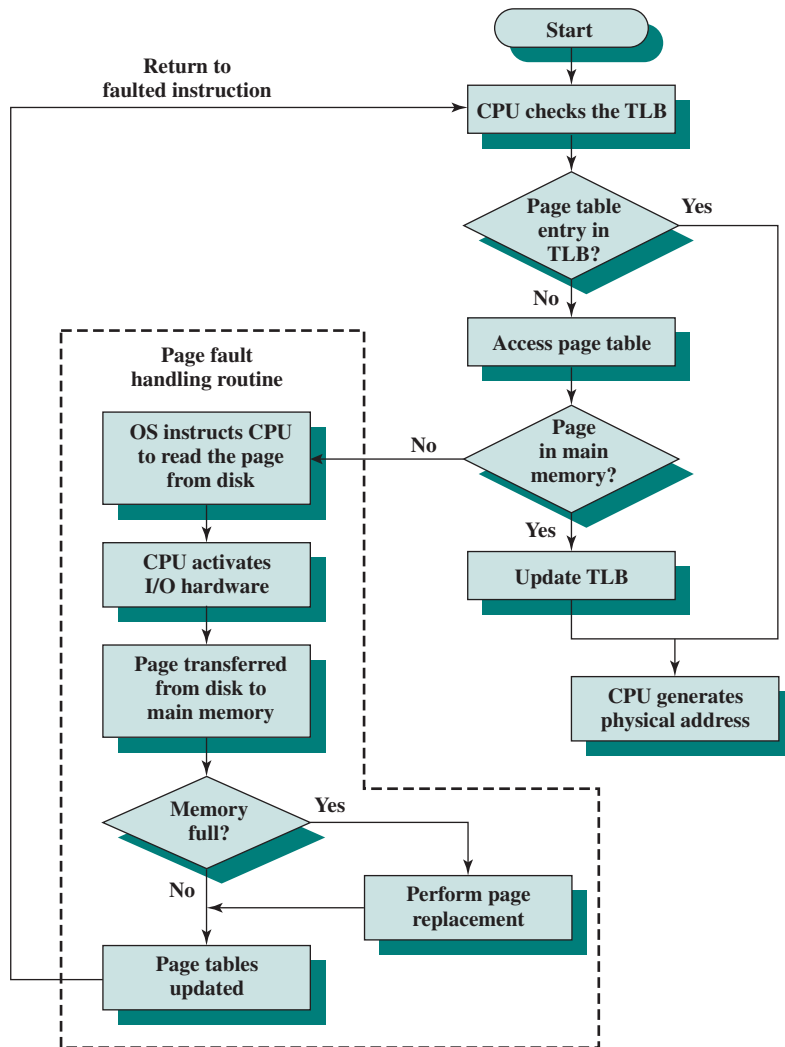 Start
Return to
faulted instruction
CPU checks the TLB
Page table
entry in
TLB?
Yes
No
Access page table
Page fault
handling routine
Page
in main
memory?
No
Yes
OS instructs CPU
to read the page
from disk
CPU activates
I/O hardware
Update TLB
Page transferred
from disk to
main memory
CPU generates
physical address
Memory
full?
Yes
No
Perform page
replacement
Page tables
updated